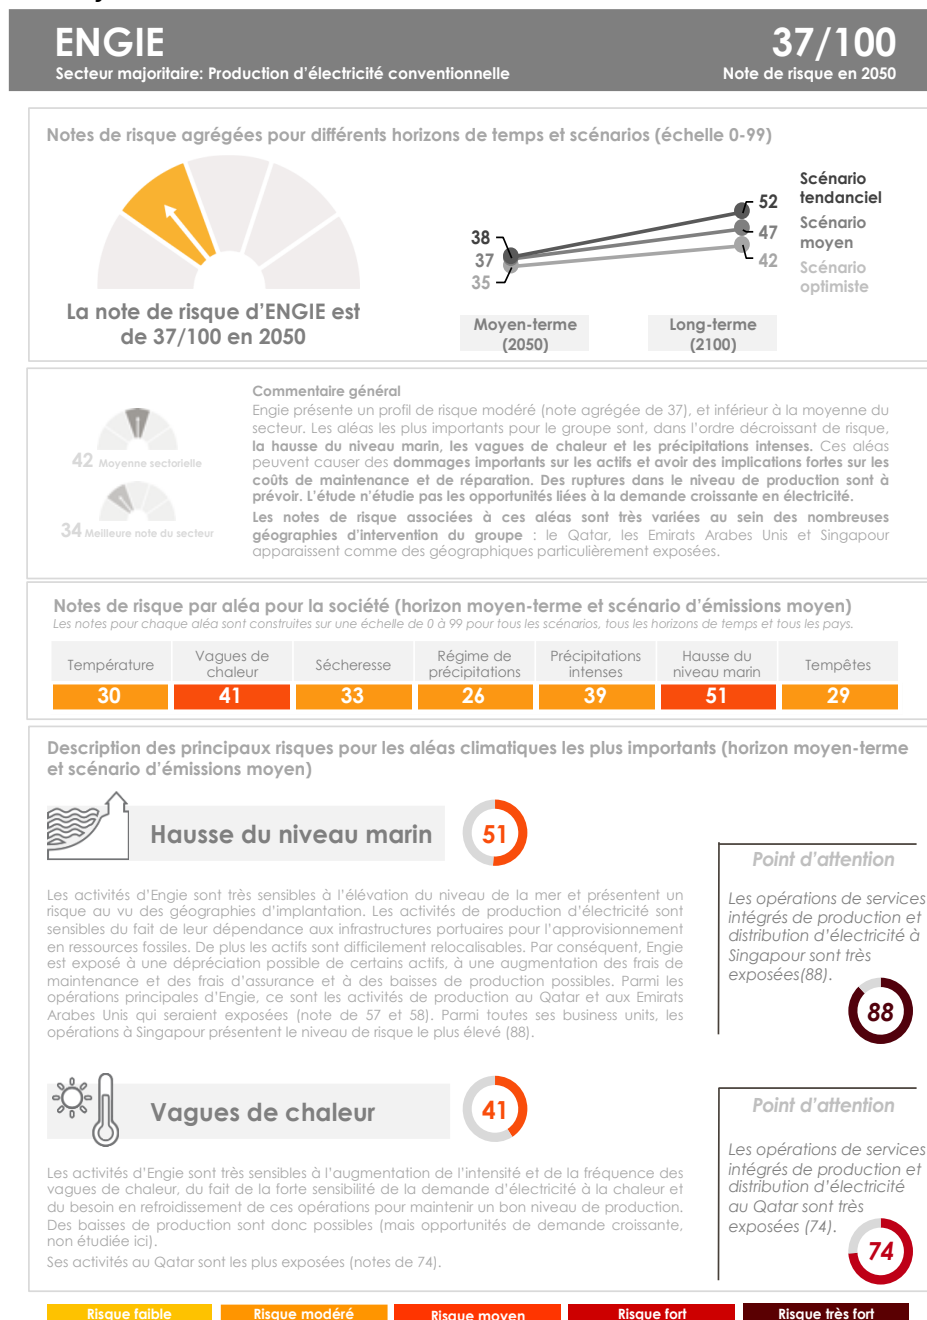 ENGIE
37/100
Secteur majoritaire: Production d'électricité conventionnelle
Note de risque en 2050
Notes de risque agrégées pour différents horizons de temps et scénarios (échelle 0-99)
La note de risque d'ENGIE est
de 37/100 en 2050
38
37
35
52
47
42
Scénario
tendanciel
Scénario
moyen
Scénario
optimiste
Moyen-terme
(2050)
Long-terme
(2100)
42 Moyenne sectorielle
34 Meilleure note du secteur
Commentaire général
Engie présente un profil de risque modéré (note agrégée de 37), et inférieur à la moyenne du
secteur. Les aléas les plus importants pour le groupe sont, dans l'ordre décroissant de risque,
la hausse du niveau marin, les vagues de chaleur et les précipitations intenses. Ces aléas
peuvent causer des dommages importants sur les actifs et avoir des implications fortes sur les
coûts de maintenance et de réparation. Des ruptures dans le niveau de production sont à
prévoir. L'étude n'étudie pas les opportunités liées à la demande croissante en électricité.
Les notes de risque associées à ces aléas sont très variées au sein des nombreuses
géographies d'intervention du groupe : le Qatar, les Emirats Arabes Unis et Singapour
apparaissent comme des géographiques particulièrement exposées.
Notes de risque par aléa pour la société (horizon moyen-terme et scénario d'émissions moyen)
Les notes pour chaque aléa sont construites sur une échelle de 0 à 99 pour tous les scénarios, tous les horizons de temps et tous les pays.
Température
Vagues de
chaleur
Sécheresse
Régime de
précipitations
Précipitations
intenses
Hausse du
niveau marin
Tempêtes
30
41
33
26
39
51
29
Description des principaux risques pour les aléas climatiques les plus importants (horizon moyen-terme
et scénario d'émissions moyen)
Hausse du niveau marin
51
Les activités d'Engie sont très sensibles à l'élévation du niveau de la mer et présentent un
risque au vu des géographies d'implantation. Les activités de production d'électricité sont
sensibles du fait de leur dépendance aux infrastructures portuaires pour l'approvisionnement
en ressources fossiles. De plus les actifs sont difficilement relocalisables. Par conséquent, Engie
est exposé à une dépréciation possible de certains actifs, à une augmentation des frais de
maintenance et des frais d'assurance et à des baisses de production possibles. Parmi les
opérations principales d'Engie, ce sont les activités de production au Qatar et aux Emirats
Arabes Unis qui seraient exposées (note de 57 et 58). Parmi toutes ses business units, les
opérations à Singapour présentent le niveau de risque le plus élevé (88).
Point d'attention
Les opérations de services
intégrés de production et
distribution d'électricité à
Singapour sont très
exposées(88).
88
Vagues de chaleur
41
Les activités d'Engie sont très sensibles à l'augmentation de l'intensité et de la fréquence des
vagues de chaleur, du fait de la forte sensibilité de la demande d'électricité à la chaleur et
du besoin en refroidissement de ces opérations pour maintenir un bon niveau de production.
Des baisses de production sont donc possibles (mais opportunités de demande croissante,
non étudiée ici).
Ses activités au Qatar sont les plus exposées (notes de 74).
Point d'attention
Les opérations de services
intégrés de production et
distribution d'électricité
au Qatar sont très
exposées (74).
74
Risque faible
Risque modéré
Risque moyen
Risque fort
Risque très fort